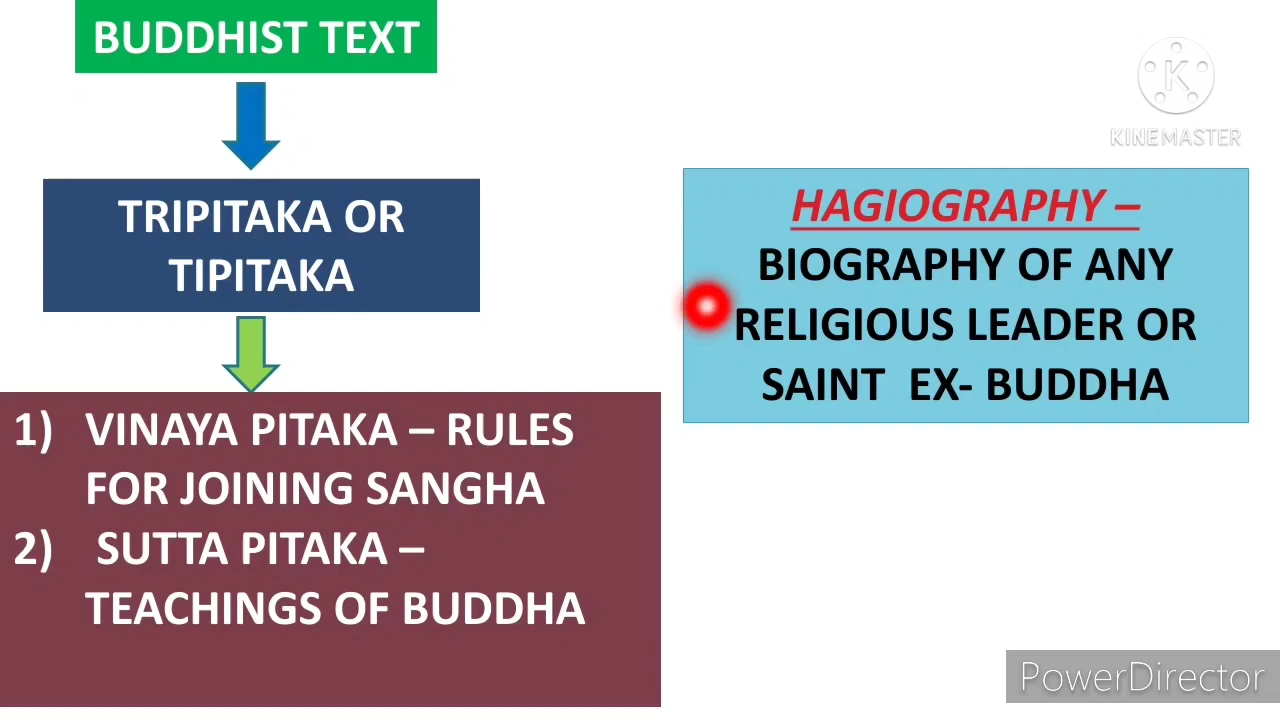 BUDDHIST TEXT
TRIPITAKA OR
TIPITAKA
1) VINAYA PITAKA – RULES
FOR JOINING SANGHA
2) SUTTA PITAKA –
TEACHINGS OF BUDDHA
K
KINEMASTER
HAGIOGRAPHY –
BIOGRAPHY OF ANY
RELIGIOUS LEADER OR
SAINT EX- BUDDHA
PowerDirector